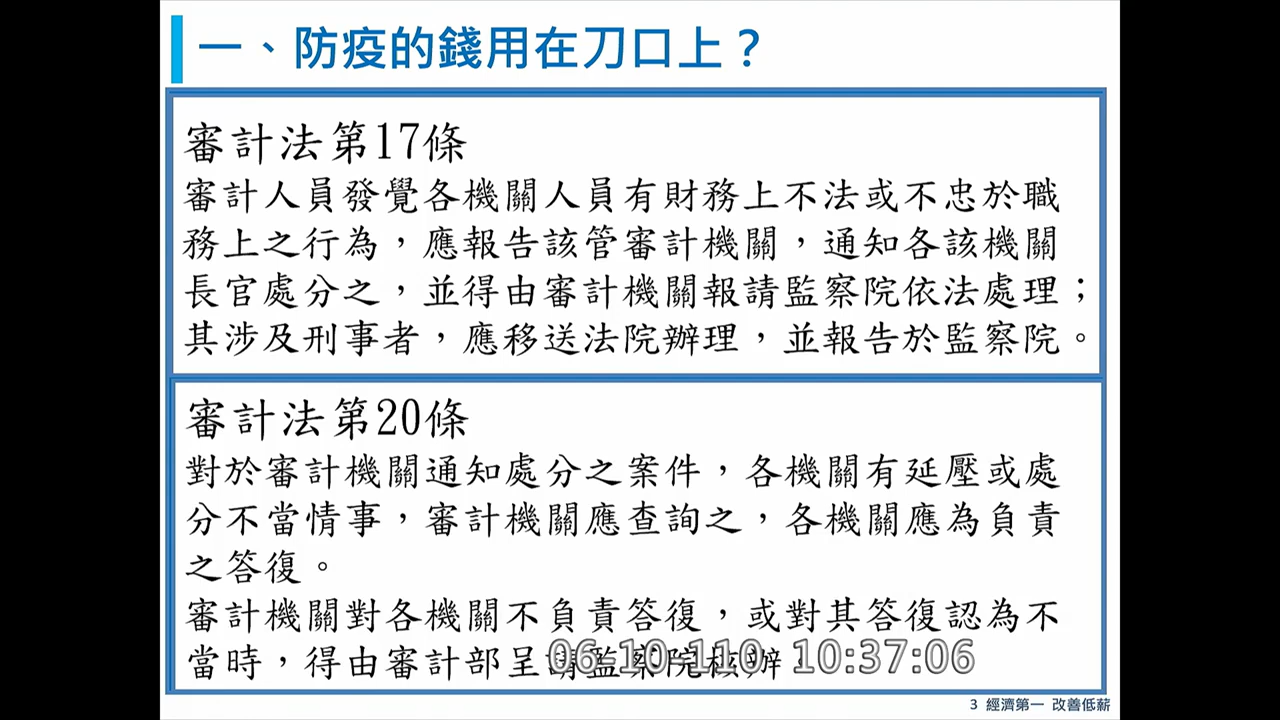 一、防疫的錢用在刀口上？
審計法第17條
審計人員發覺各機關人員有財務上不法或不忠於職
務上之行為，應報告該管審計機關，通知各該機關
長官處分之，並得由審計機關報請監察院依法處理；
其涉及刑事者，應移送法院辦理，並報告於監察院。
審計法第20條
對於審計機關通知處分之案件，各機關有延壓或處
分不當情事，審計機關應查詢之，各機關應為負責
之答復。
審計機關對各機關不負責答復，或對其答復認為不
當時，得由審計部呈請監察院核辦
06-10-110 10:37:06
3 經濟第一 改善低薪